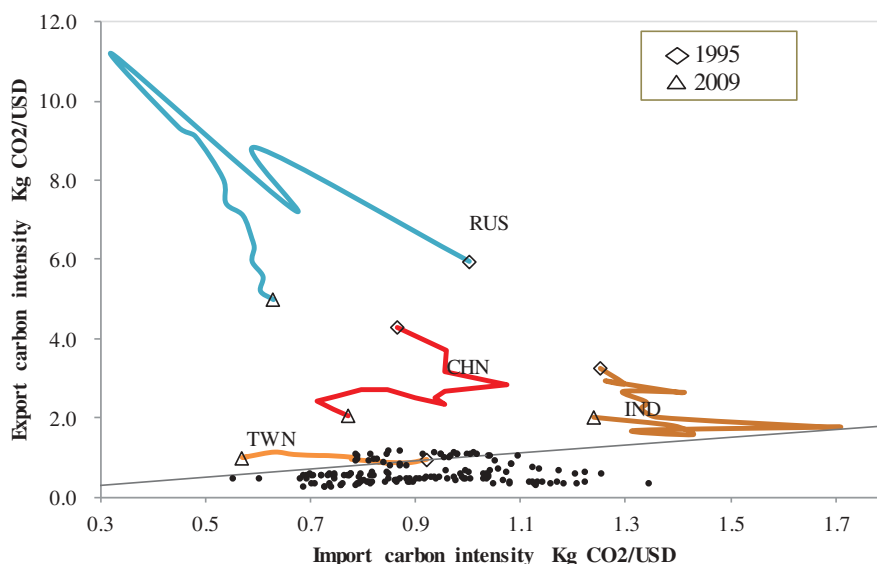 12.0
10.0
8.0
6.0
4.0
2.0
0.0
Export carbon intensity Kg CO2/USD
1995
2009
RUS
CHN
IND
TWN
0.3 0.5 0.7 0.9 1.1 1.3 1.5 1.7
Import carbon intensity Kg CO2/USD